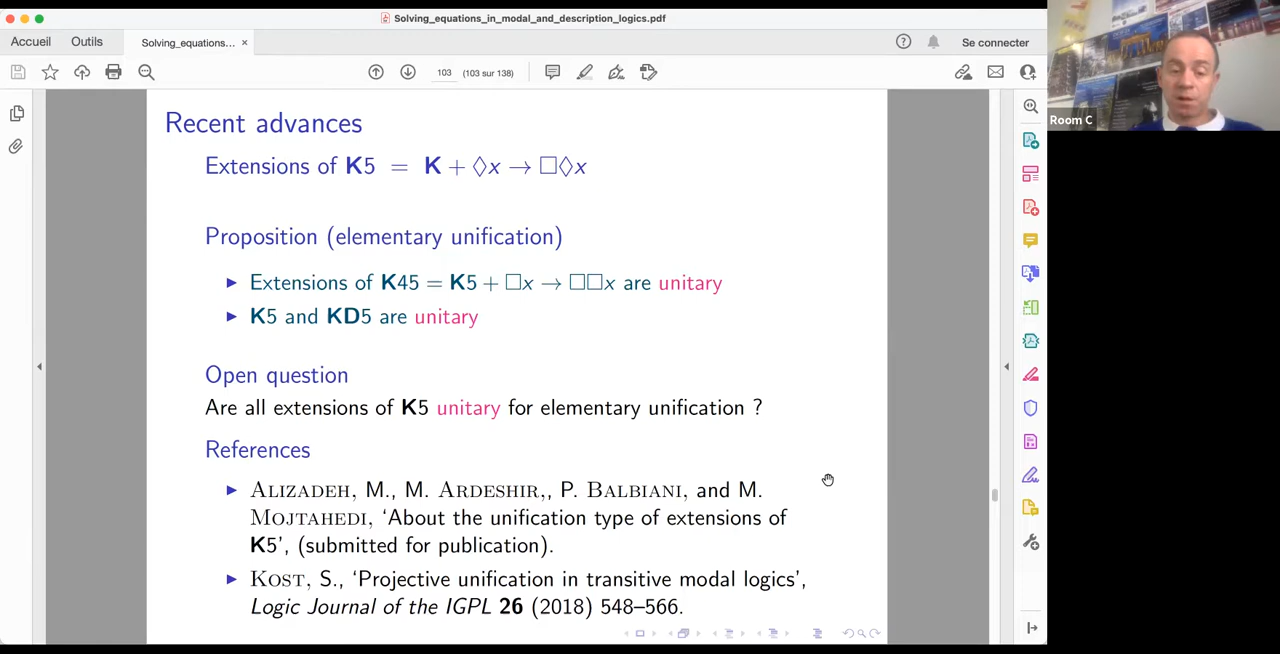 Solving_equations_in_modal_and_description_logics.pdf
Accueil Outils Solving_equations... × Se connecter
103 (103 sur 138)
Room C
Recent advances
Extensions of K5 = K + ◊x → □◊x
Proposition (elementary unification)
► Extensions of K45 = K5 + □x → □□x are unitary
► K5 and KD5 are unitary
Open question
Are all extensions of K5 unitary for elementary unification ?
References
► ALIZADEH, M., M. ARDESHIR,, P. BALBIANI, and M.
MOJTAHEDI, ‘About the unification type of extensions of
K5’, (submitted for publication).
► KOST, S., ‘Projective unification in transitive modal logics’,
Logic Journal of the IGPL 26 (2018) 548–566.